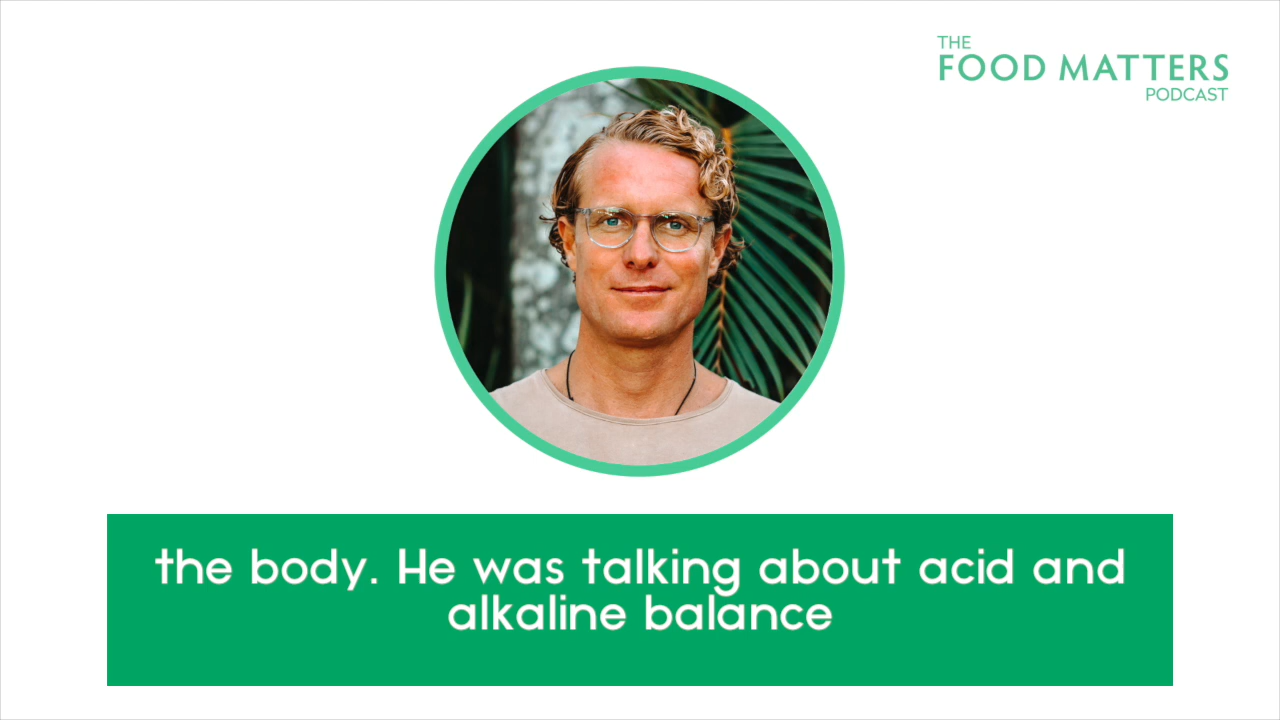 THE
FOOD MATTERS
PODCAST
the body. He was talking about acid and
alkaline balance